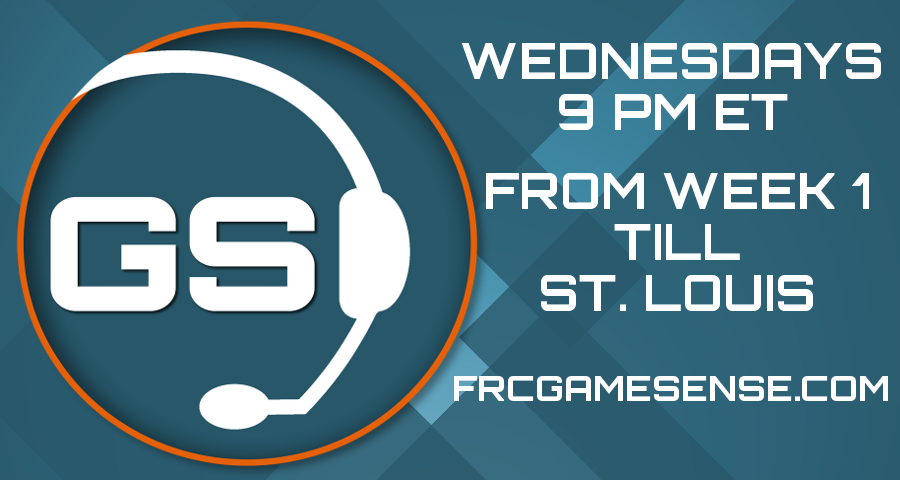 GS
WEDNESDAYS
9 PM ET
FROM WEEK 1
TILL
ST. LOUIS
FRCGAMESENSE.COM